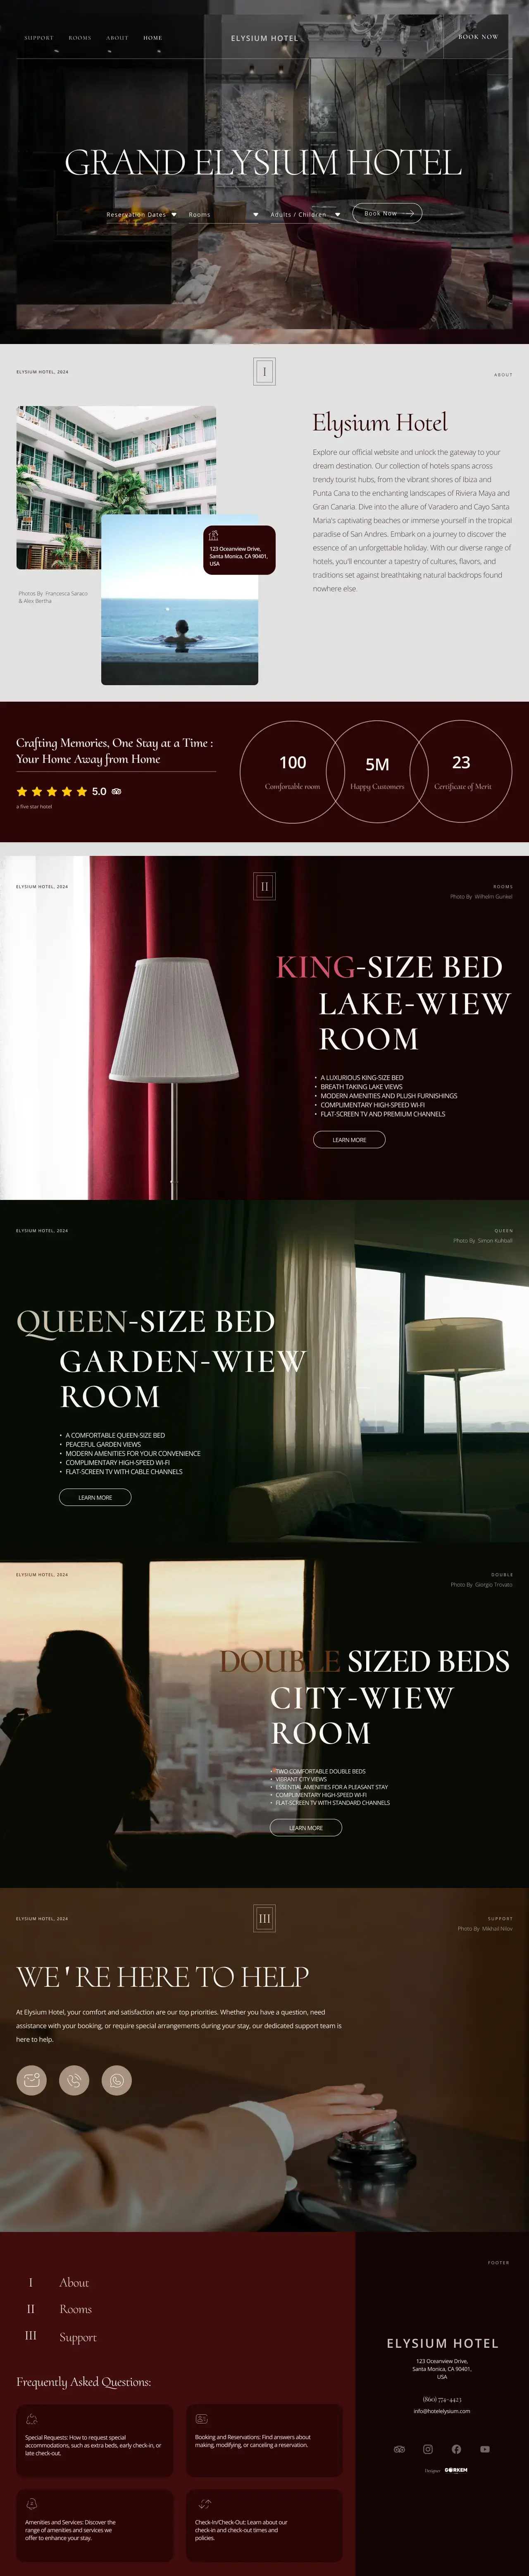 SUPPORT
ROOMS
ABOUT
HOME
ELYSIUM HOTEL
BOOK NOW
GRAND ELYSIUM HOTEL
Reservation Dates
Rooms
Adults / Children
Book Now
ELYSIUM HOTEL, 2024
I
ABOUT
Elysium Hotel
Explore our official website and unlock the gateway to your
dream destination. Our collection of hotels spans across
trendy tourist hubs, from the vibrant shores of Ibiza and
Punta Cana to the enchanting landscapes of Riviera Maya and
Gran Canaria. Dive into the allure of Varadero and Cayo Santa
Maria's captivating beaches or immerse yourself in the tropical
paradise of San Andres. Embark on a journey to discover the
essence of an unforgettable holiday. With our diverse range of
hotels, you'll encounter a tapestry of cultures, flavors, and
traditions set against breathtaking natural backdrops found
nowhere else.
123 Oceanview Drive,
Santa Monica, CA 90401,
USA
Photos By Francesca Saraco
& Alex Bertha
Crafting Memories, One Stay at a Time :
Your Home Away from Home
5.0
a five star hotel
100
Comfortable room
5M
Happy Customers
23
Certificate of Merit
ELYSIUM HOTEL, 2024
II
ROOMS
Photo By Wilhelm Gunkel
KING-SIZE BED
LAKE-WIEW
ROOM
• A LUXURIOUS KING-SIZE BED
• BREATH TAKING LAKE VIEWS
• MODERN AMENITIES AND PLUSH FURNISHINGS
• COMPLIMENTARY HIGH-SPEED WI-FI
• FLAT-SCREEN TV AND PREMIUM CHANNELS
LEARN MORE
ELYSIUM HOTEL, 2024
QUEEN
Photo By Simon Kuhball
QUEEN-SIZE BED
GARDEN-WIEW
ROOM
• A COMFORTABLE QUEEN-SIZE BED
• PEACEFUL GARDEN VIEWS
• MODERN AMENITIES FOR YOUR CONVENIENCE
• COMPLIMENTARY HIGH-SPEED WI-FI
• FLAT-SCREEN TV WITH CABLE CHANNELS
LEARN MORE
ELYSIUM HOTEL, 2024
DOUBLE
Photo By Giorgio Trovato
DOUBLE SIZED BEDS
CITY-WIEW
ROOM
• TWO COMFORTABLE DOUBLE BEDS
• VIBRANT CITY VIEWS
• ESSENTIAL AMENITIES FOR A PLEASANT STAY
• COMPLIMENTARY HIGH-SPEED WI-FI
• FLAT-SCREEN TV WITH STANDARD CHANNELS
LEARN MORE
ELYSIUM HOTEL, 2024
III
SUPPORT
Photo By Mikhail Nilov
WE ' RE HERE TO HELP
At Elysium Hotel, your comfort and satisfaction are our top priorities. Whether you have a question, need
assistance with your booking, or require special arrangements during your stay, our dedicated support team is
here to help.
I About
II Rooms
III Support
Frequently Asked Questions:
Special Requests: How to request special
accommodations, such as extra beds, early check-in, or
late check-out.
Booking and Reservations: Find answers about
making, modifying, or canceling a reservation.
Amenities and Services: Discover the
range of amenities and services we
offer to enhance your stay.
Check-In/Check-Out: Learn about our
check-in and check-out times and
policies.
FOOTER
ELYSIUM HOTEL
123 Oceanview Drive,
Santa Monica, CA 90401,
USA
(860) 774-4423
info@hotelelysium.com
Designer GORKEM